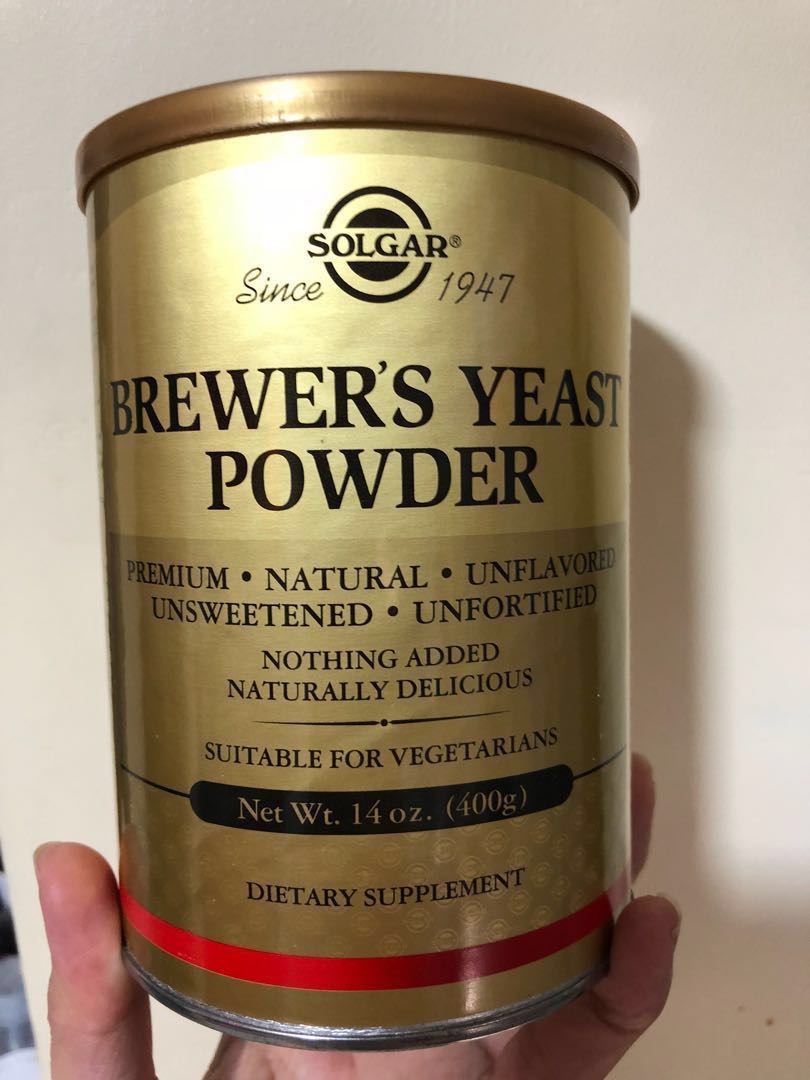 SOLGAR®
Since 1947
BREWER'S YEAST
POWDER
PREMIUM • NATURAL • UNFLAVORED
UNSWEETENED • UNFORTIFIED
NOTHING ADDED
NATURALLY DELICIOUS
SUITABLE FOR VEGETARIANS
Net Wt. 14 oz. (400g)
DIETARY SUPPLEMENT